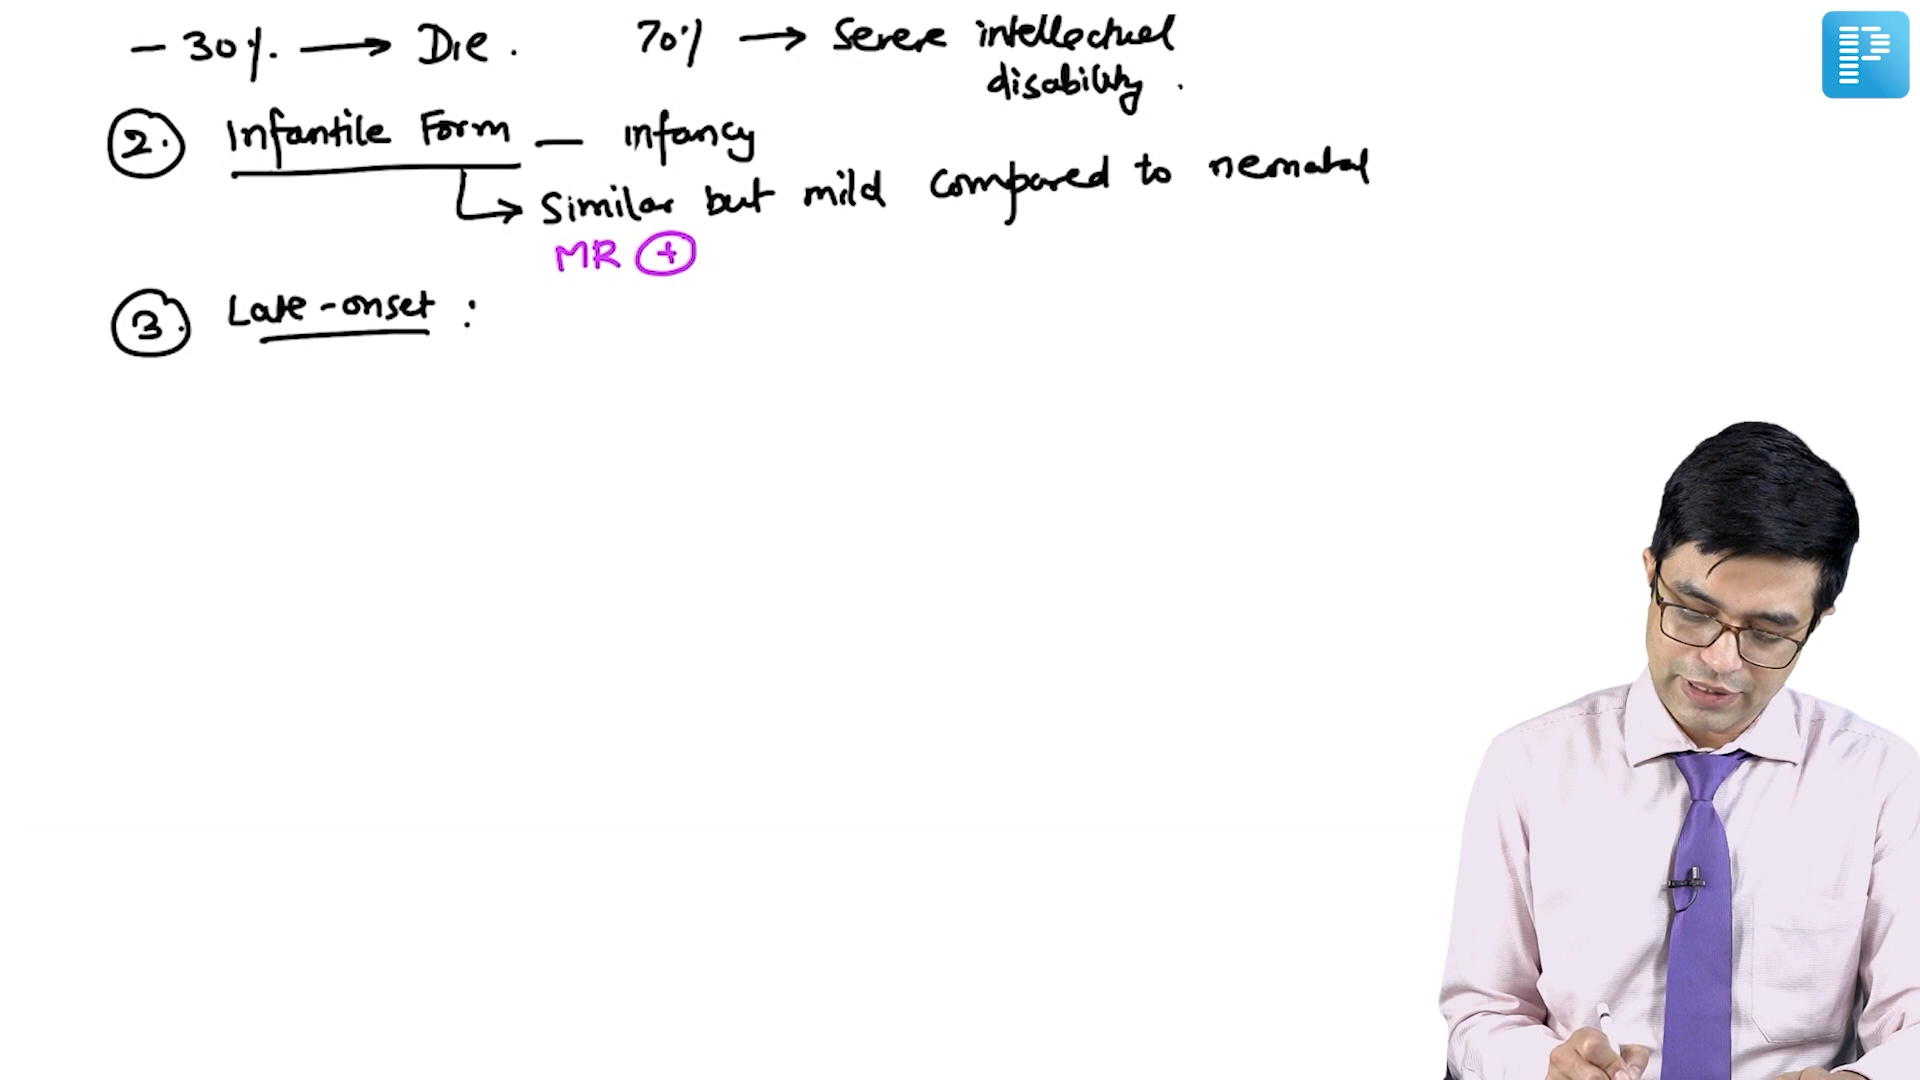 - 30%. → Die. 70% → Severe intellectual
disability.
2. Infantile Form - infancy
↳ Similar but mild compared to neonatal
MR +
3. Late-onset :